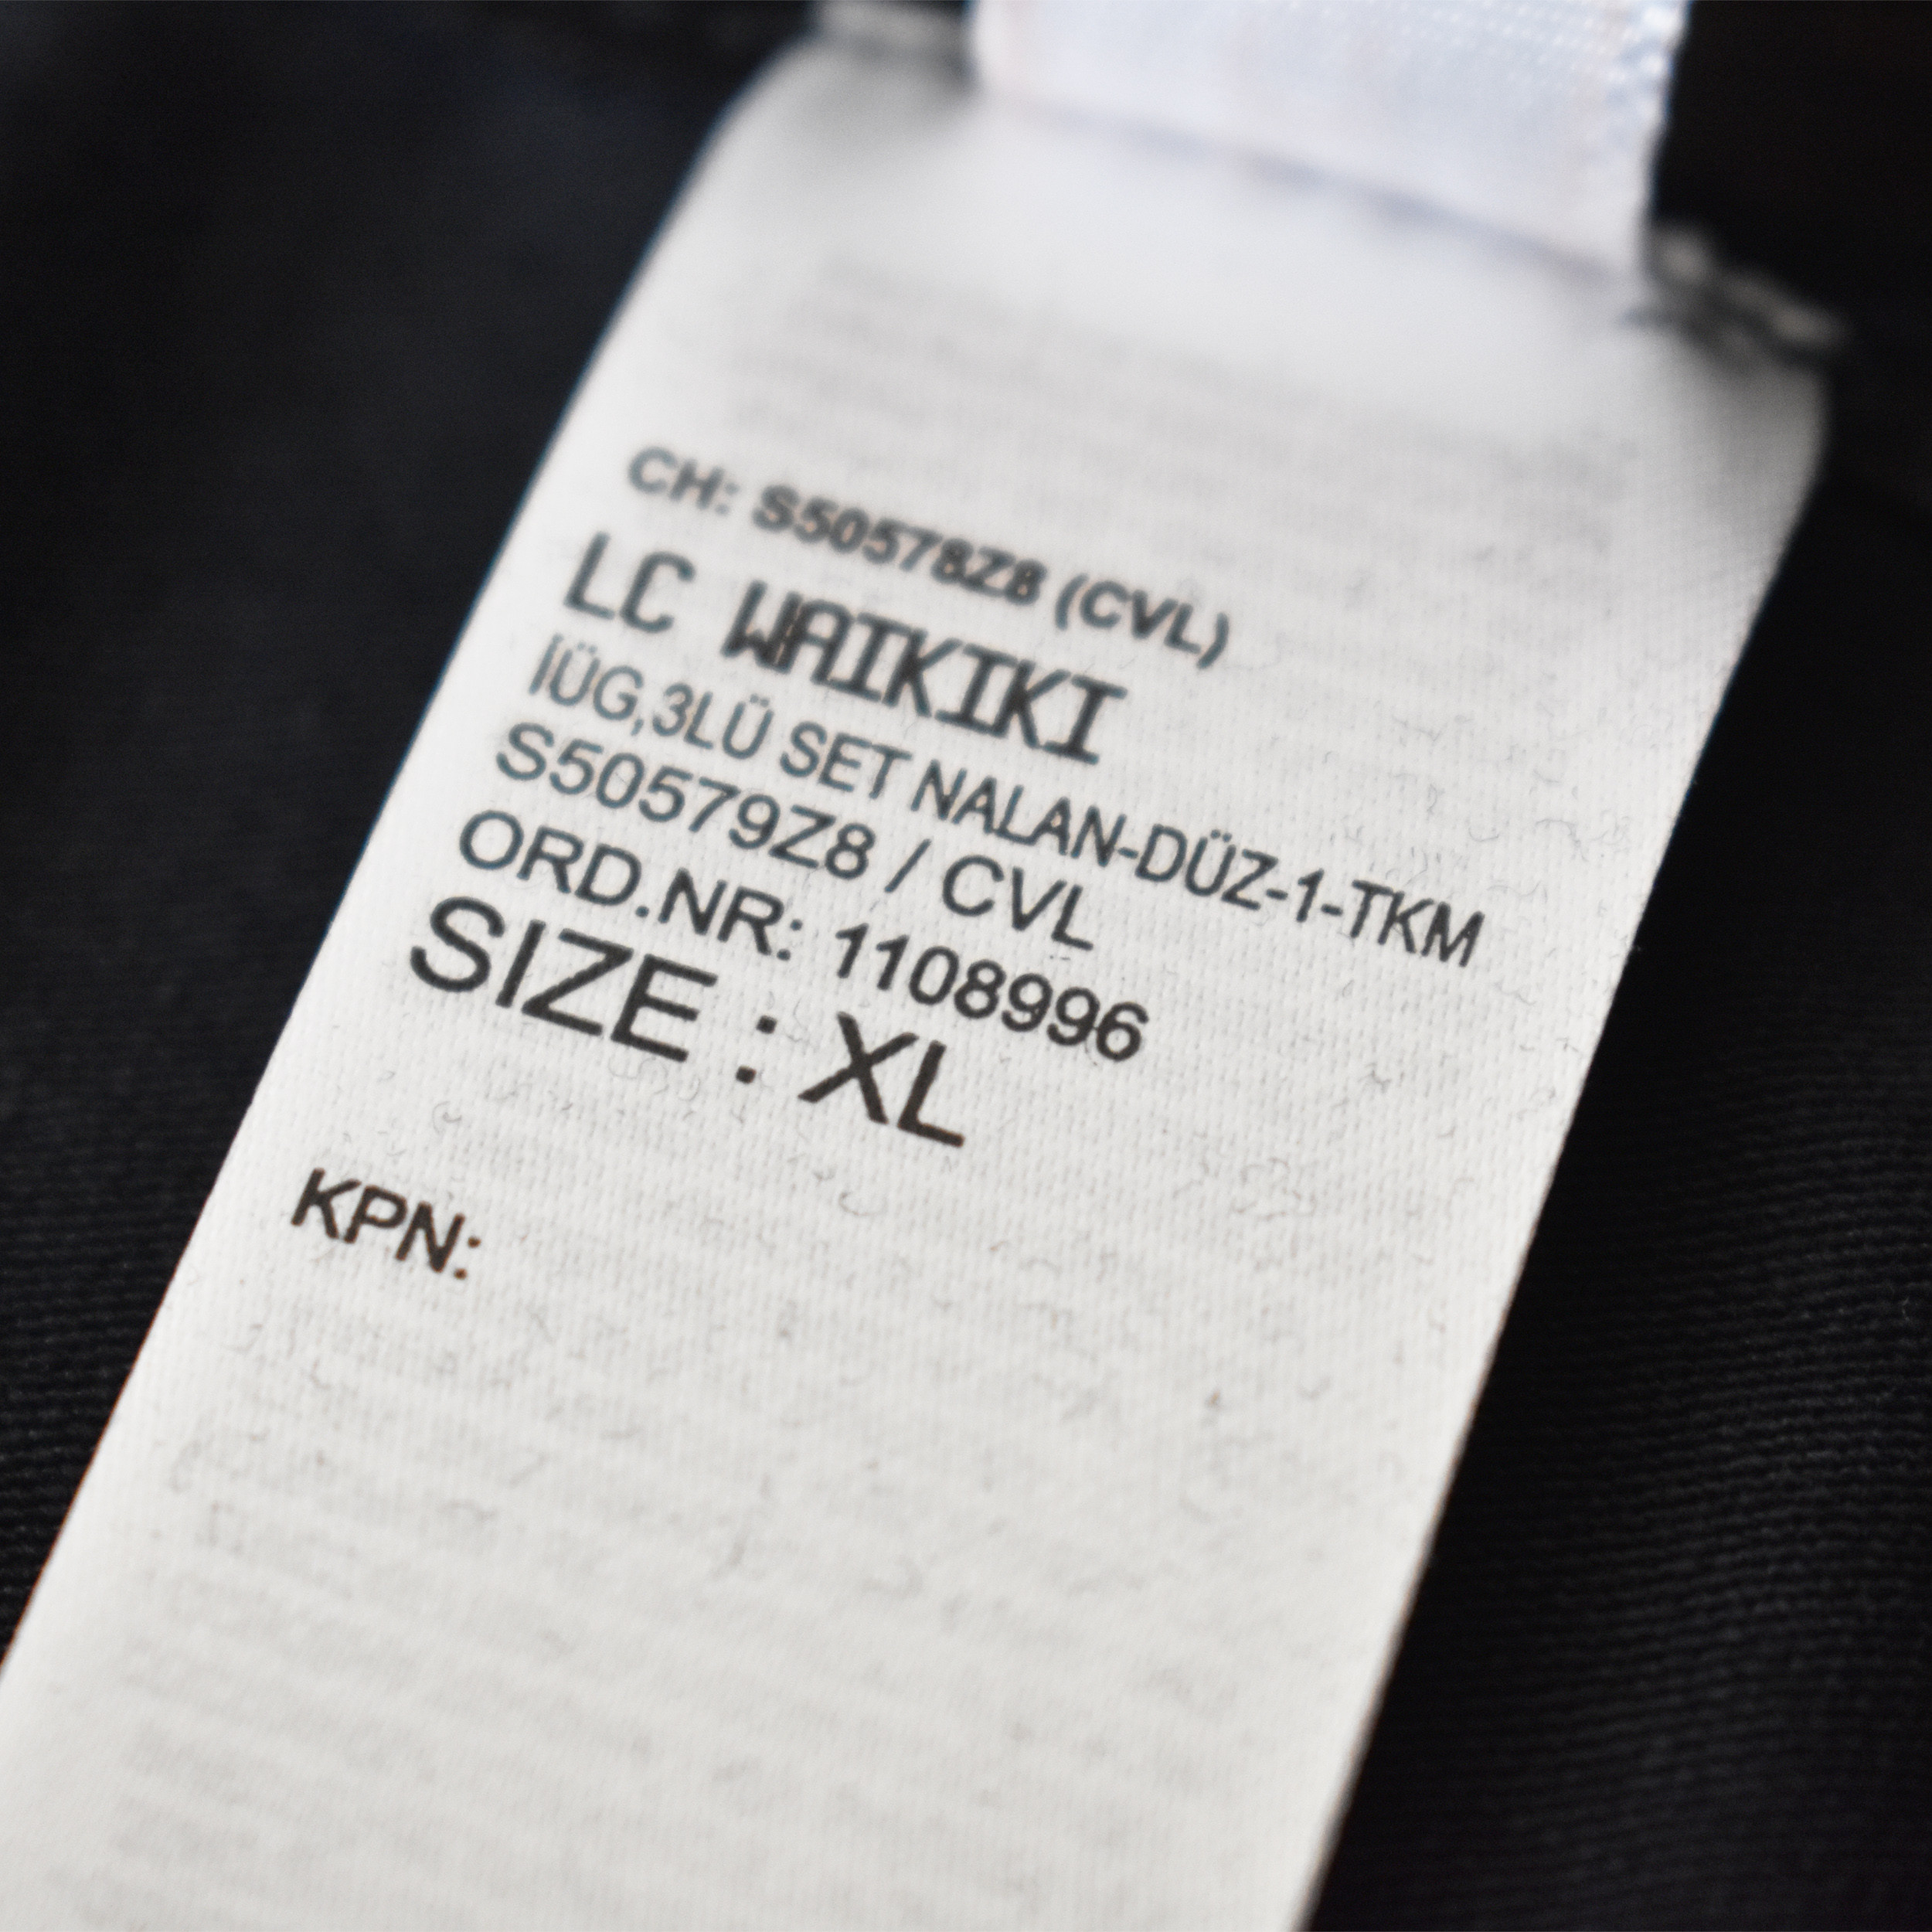 CH: S50578Z8 (CVL)
LC WAIKIKI
İÜG,3LÜ SET NALAN-DÜZ-1-TKM
S50579Z8 / CVL
ORD.NR: 1108996
SIZE : XL
KPN: